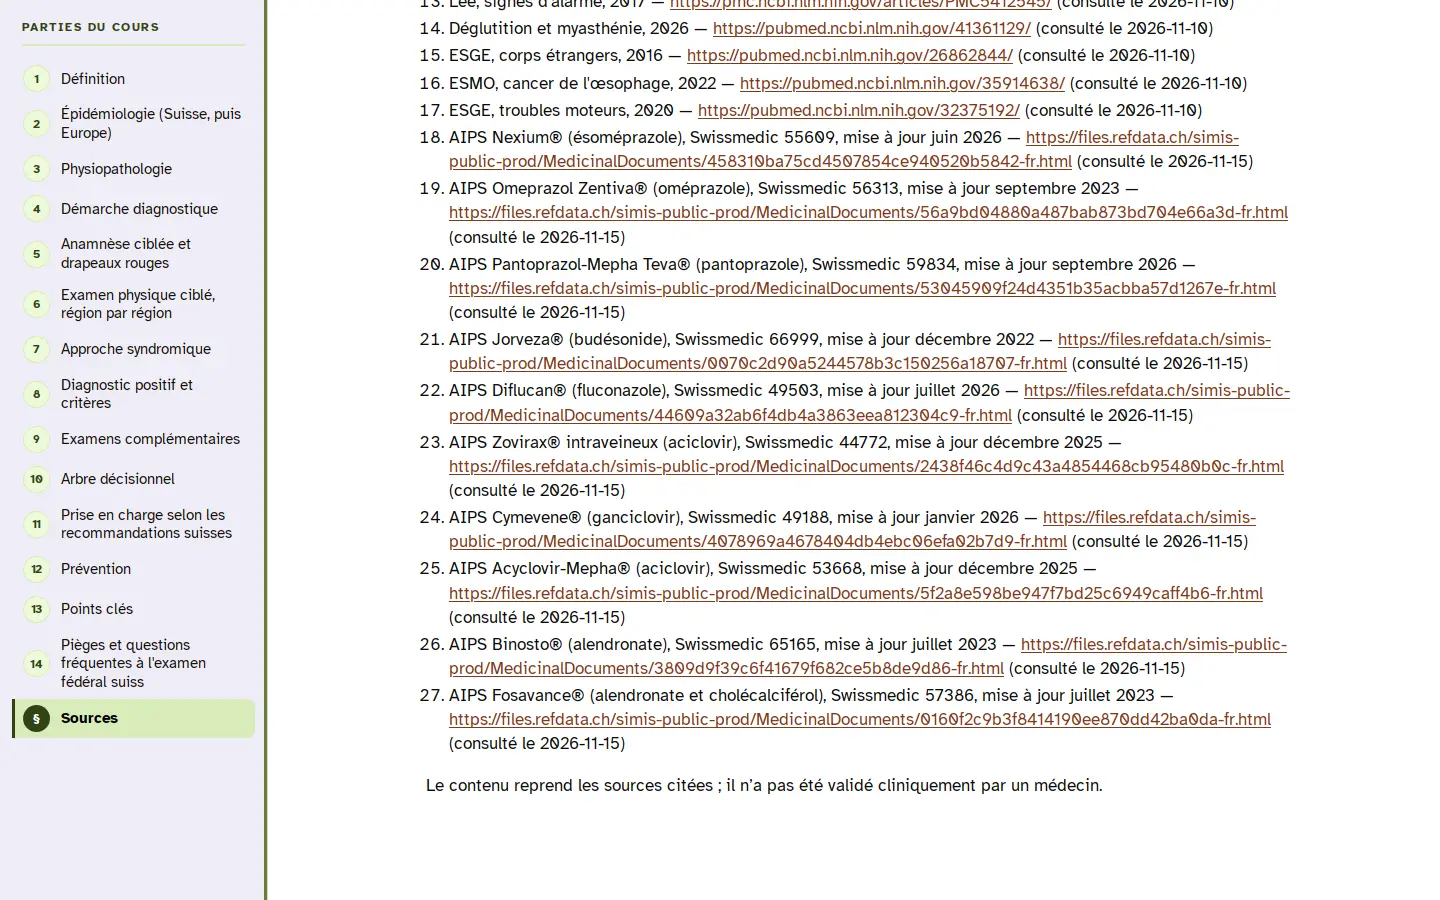 PARTIES DU COURS
1 Définition
2 Épidémiologie (Suisse, puis
Europe)
3 Physiopathologie
4 Démarche diagnostique
5 Anamnèse ciblée et
drapeaux rouges
6 Examen physique ciblé,
région par région
7 Approche syndromique
8 Diagnostic positif et
critères
9 Examens complémentaires
10 Arbre décisionnel
11 Prise en charge selon les
recommandations suisses
12 Prévention
13 Points clés
14 Pièges et questions
fréquentes à l'examen
fédéral suiss
§ Sources
13. Lee, signes d'alarme, 2017 — https://pmc.ncbi.nlm.nih.gov/articles/PMC5412545/ (consulté le 2026-11-10)
14. Déglutition et myasthénie, 2026 — https://pubmed.ncbi.nlm.nih.gov/41361129/ (consulté le 2026-11-10)
15. ESGE, corps étrangers, 2016 — https://pubmed.ncbi.nlm.nih.gov/26862844/ (consulté le 2026-11-10)
16. ESMO, cancer de l'œsophage, 2022 — https://pubmed.ncbi.nlm.nih.gov/35914638/ (consulté le 2026-11-10)
17. ESGE, troubles moteurs, 2020 — https://pubmed.ncbi.nlm.nih.gov/32375192/ (consulté le 2026-11-10)
18. AIPS Nexium® (ésoméprazole), Swissmedic 55609, mise à jour juin 2026 — https://files.refdata.ch/simis-
public-prod/MedicinalDocuments/458310ba75cd4507854ce940520b5842-fr.html (consulté le 2026-11-15)
19. AIPS Omeprazol Zentiva® (oméprazole), Swissmedic 56313, mise à jour septembre 2023 —
https://files.refdata.ch/simis-public-prod/MedicinalDocuments/56a9bd04880a487bab873bd704e66a3d-fr.html
(consulté le 2026-11-15)
20. AIPS Pantoprazol-Mepha Teva® (pantoprazole), Swissmedic 59834, mise à jour septembre 2026 —
https://files.refdata.ch/simis-public-prod/MedicinalDocuments/53045909f24d4351b35acbba57d1267e-fr.html
(consulté le 2026-11-15)
21. AIPS Jorveza® (budésonide), Swissmedic 66999, mise à jour décembre 2022 — https://files.refdata.ch/simis-
public-prod/MedicinalDocuments/0070c2d90a5244578b3c150256a18707-fr.html (consulté le 2026-11-15)
22. AIPS Diflucan® (fluconazole), Swissmedic 49503, mise à jour juillet 2026 — https://files.refdata.ch/simis-public-
prod/MedicinalDocuments/44609a32ab6f4db4a3863eea812304c9-fr.html (consulté le 2026-11-15)
23. AIPS Zovirax® intraveineux (aciclovir), Swissmedic 44772, mise à jour décembre 2025 —
https://files.refdata.ch/simis-public-prod/MedicinalDocuments/2438f46c4d9c43a4854468cb95480b0c-fr.html
(consulté le 2026-11-15)
24. AIPS Cymevene® (ganciclovir), Swissmedic 49188, mise à jour janvier 2026 — https://files.refdata.ch/simis-
public-prod/MedicinalDocuments/4078969a4678404db4ebc06efa02b7d9-fr.html (consulté le 2026-11-15)
25. AIPS Acyclovir-Mepha® (aciclovir), Swissmedic 53668, mise à jour décembre 2025 —
https://files.refdata.ch/simis-public-prod/MedicinalDocuments/5f2a8e598be947f7bd25c6949caff4b6-fr.html
(consulté le 2026-11-15)
26. AIPS Binosto® (alendronate), Swissmedic 65165, mise à jour juillet 2023 — https://files.refdata.ch/simis-public-
prod/MedicinalDocuments/3809d9f39c6f41679f682ce5b8de9d86-fr.html (consulté le 2026-11-15)
27. AIPS Fosavance® (alendronate et cholécalciférol), Swissmedic 57386, mise à jour juillet 2023 —
https://files.refdata.ch/simis-public-prod/MedicinalDocuments/0160f2c9b3f8414190ee870dd42ba0da-fr.html
(consulté le 2026-11-15)
Le contenu reprend les sources citées ; il n’a pas été validé cliniquement par un médecin.